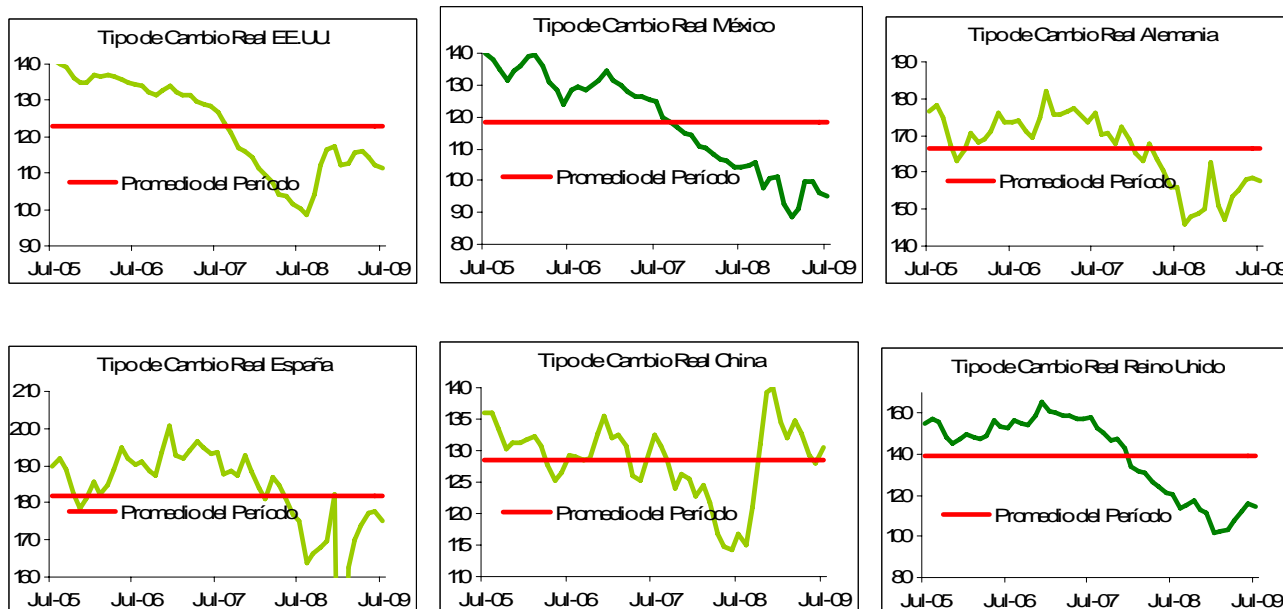 Tipo de Cambio Real EE.UU.
140
130
120
110
100
90
Promedio del Período
Jul-05 Jul-06 Jul-07 Jul-08 Jul-09
Tipo de Cambio Real México
140
130
120
110
100
90
80
Promedio del Período
Jul-05 Jul-06 Jul-07 Jul-08 Jul-09
Tipo de Cambio Real Alemania
190
180
170
160
150
140
Promedio del Período
Jul-05 Jul-06 Jul-07 Jul-08 Jul-09
Tipo de Cambio Real España
210
200
190
180
170
160
Promedio del Período
Jul-05 Jul-06 Jul-07 Jul-08 Jul-09
Tipo de Cambio Real China
140
135
130
125
120
115
110
Promedio del Período
Jul-05 Jul-06 Jul-07 Jul-08 Jul-09
Tipo de Cambio Real Reino Unido
160
140
120
100
80
Promedio del Período
Jul-05 Jul-06 Jul-07 Jul-08 Jul-09